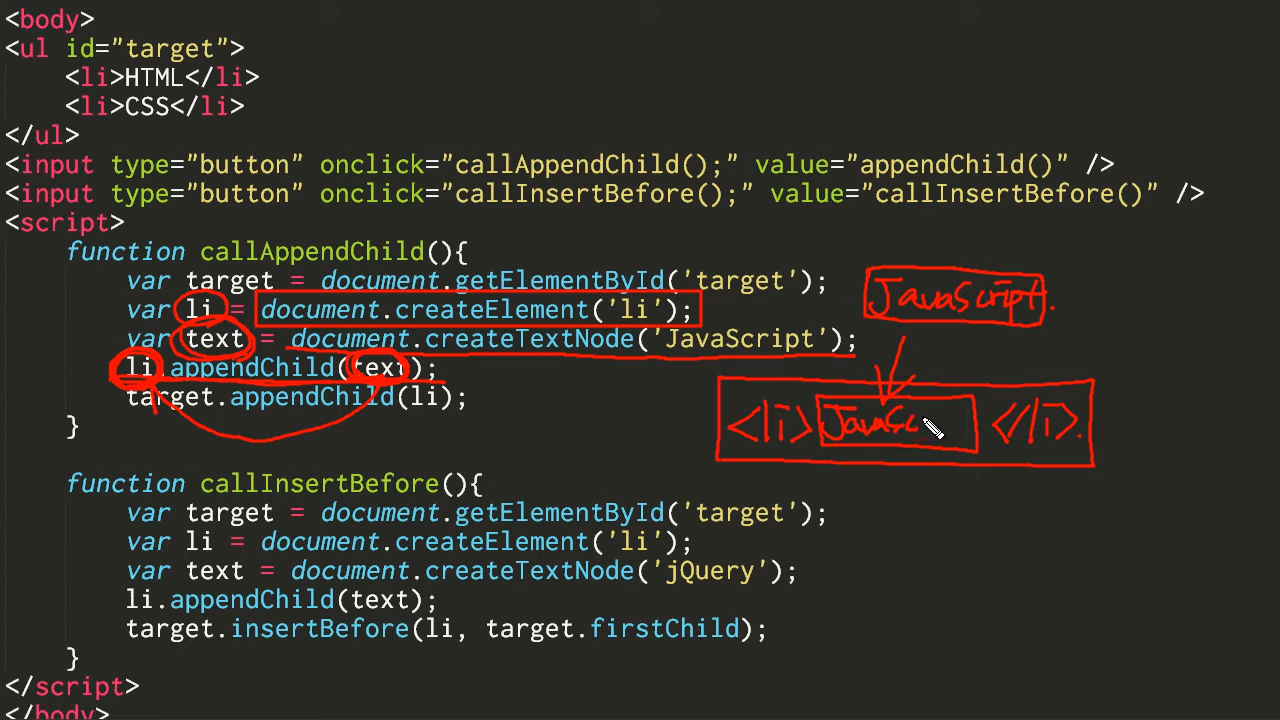 <body>
<ul id="target">
    <li>HTML</li>
    <li>CSS</li>
</ul>
<input type="button" onclick="callAppendChild();" value="appendChild()" />
<input type="button" onclick="callInsertBefore();" value="callInsertBefore()" />
<script>
    function callAppendChild(){
        var target = document.getElementById('target');
        var li = document.createElement('li');
        var text = document.createTextNode('JavaScript');
        li.appendChild(text);
        target.appendChild(li);
    }
JavaScript.
<li> JavaSc </li>.
    function callInsertBefore(){
        var target = document.getElementById('target');
        var li = document.createElement('li');
        var text = document.createTextNode('jQuery');
        li.appendChild(text);
        target.insertBefore(li, target.firstChild);
    }
</script>
</body>